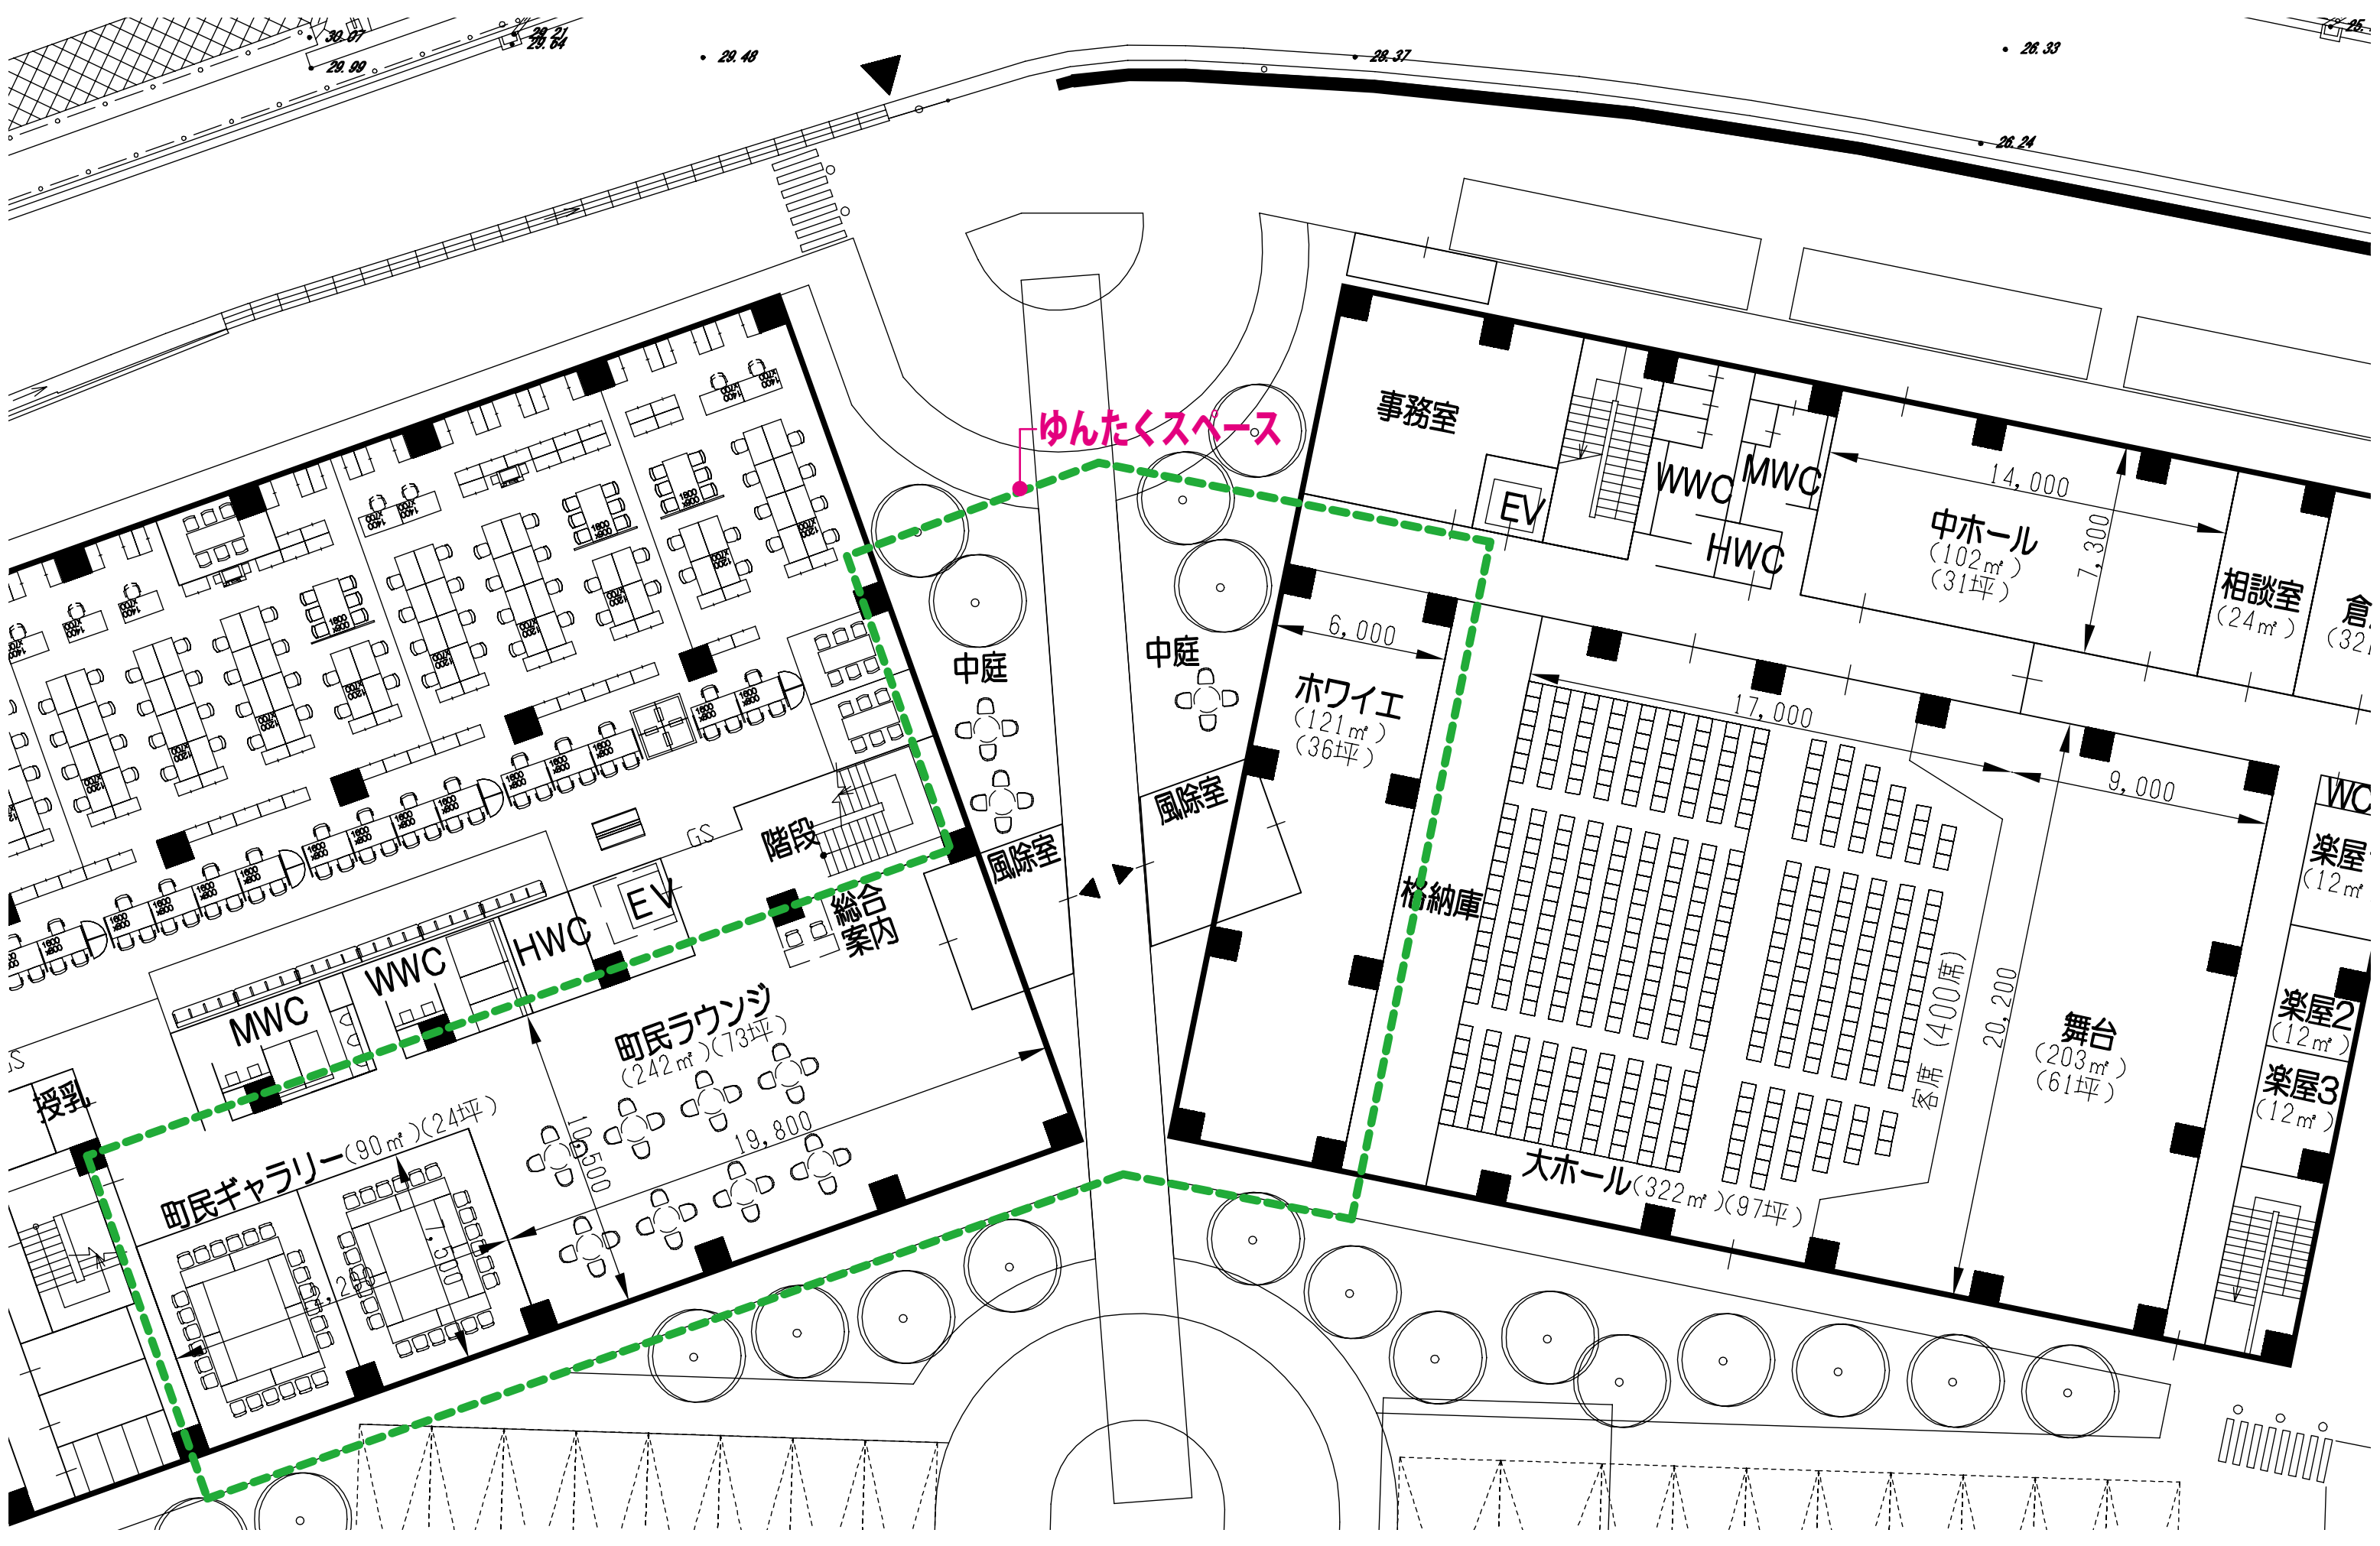 30.07
29.99
29.21
29.64
29.48
28.37
26.33
26.24
ゆんたくスペース
事務室
EV
WWC
MWC
HWC
14,000
中ホール
(102㎡)
(31坪)
7,300
相談室
(24㎡)
中庭
中庭
6,000
ホワイエ
(121㎡)
(36坪)
17,000
9,000
風除室
風除室
格納庫
客席 (400席)
20,200
舞台
(203㎡)
(61坪)
大ホール(322㎡)(97坪)
WC
楽屋2
(12㎡)
楽屋3
(12㎡)
階段
GS
総合
案内
EV
HWC
WWC
MWC
授乳
町民ラウンジ
(242㎡)(73坪)
19,800
10,500
町民ギャラリー(90㎡)(24坪)
7,500